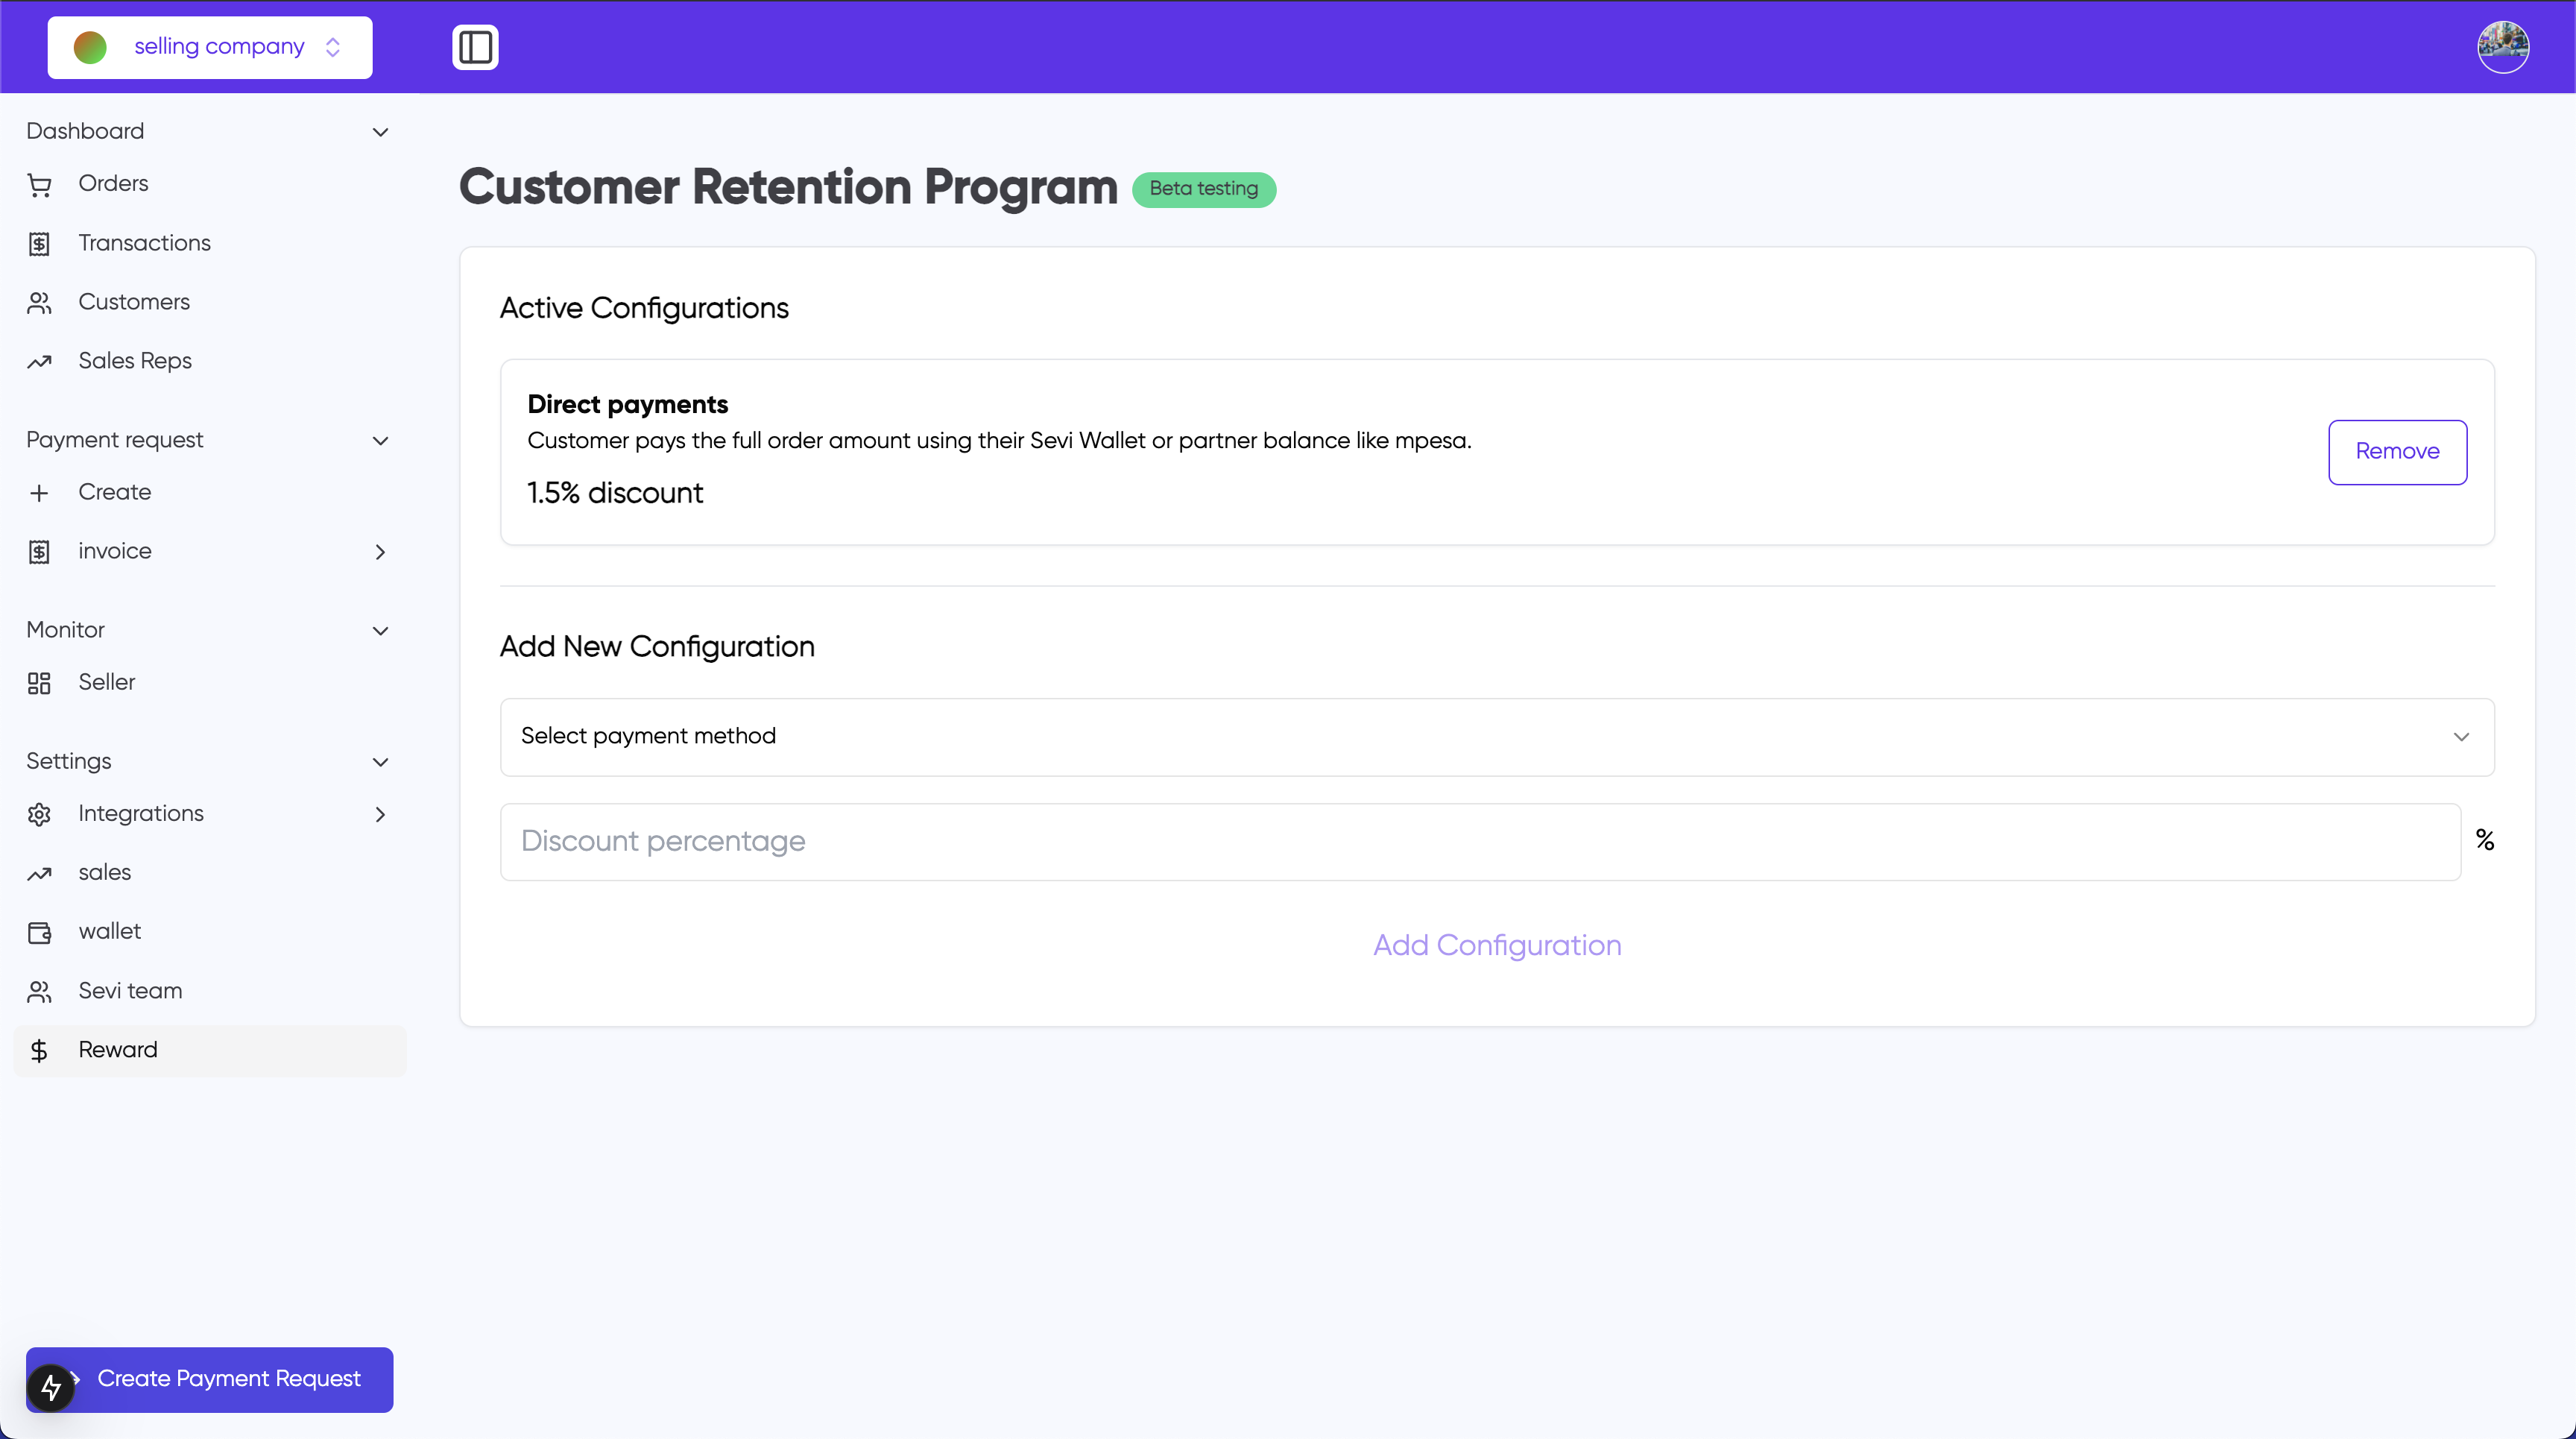 selling company
Dashboard
Orders
Transactions
Customers
Sales Reps
Payment request
Create
invoice
Monitor
Seller
Settings
Integrations
sales
wallet
Sevi team
Reward
Create Payment Request
Customer Retention Program
Beta testing
Active Configurations
Direct payments
Customer pays the full order amount using their Sevi Wallet or partner balance like mpesa.
1.5% discount
Remove
Add New Configuration
Select payment method
Discount percentage
%
Add Configuration